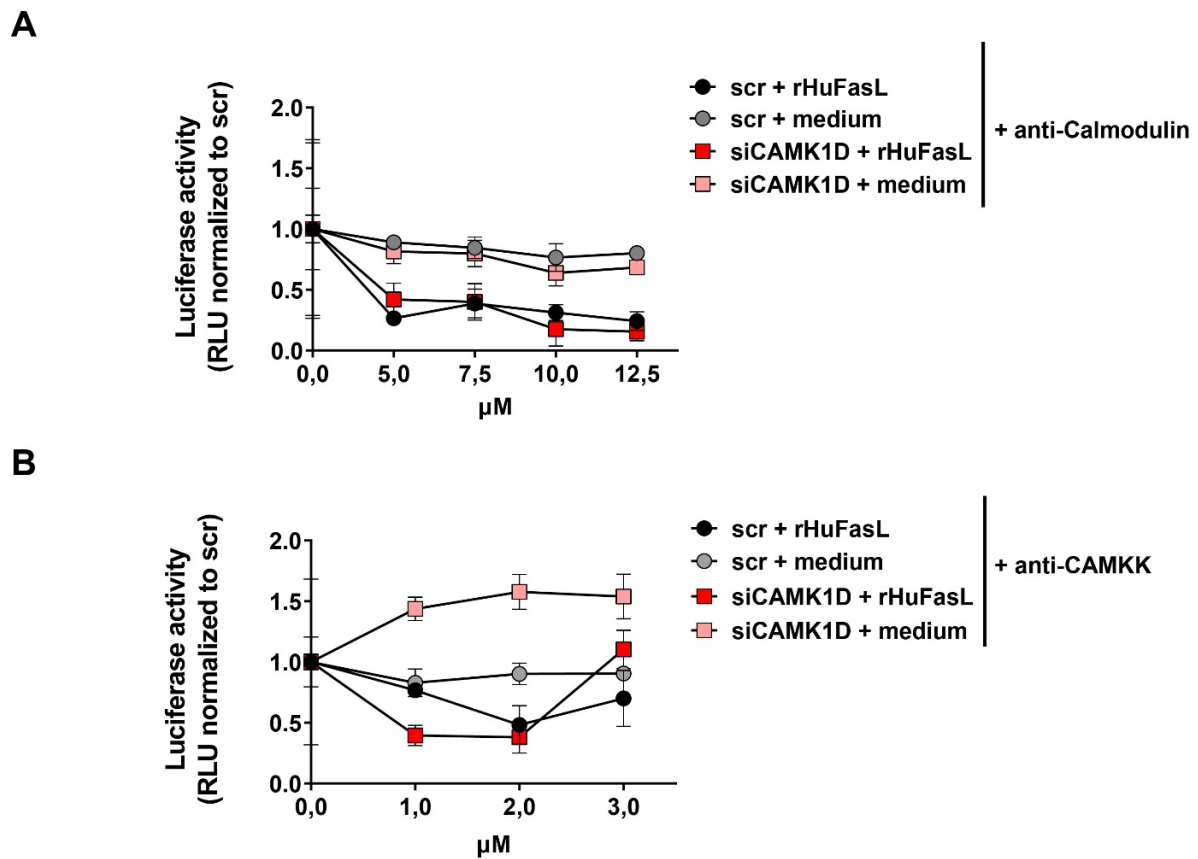 A
Luciferase activity
(RLU normalized to scr)
2.0
1.5
1.0
0.5
0.0
0,0 5,0 7,5 10,0 12,5
µM
scr + rHuFasL
scr + medium
siCAMK1D + rHuFasL
siCAMK1D + medium
+ anti-Calmodulin
B
Luciferase activity
(RLU normalized to scr)
2.0
1.5
1.0
0.5
0.0
0,0 1,0 2,0 3,0
µM
scr + rHuFasL
scr + medium
siCAMK1D + rHuFasL
siCAMK1D + medium
+ anti-CAMKK